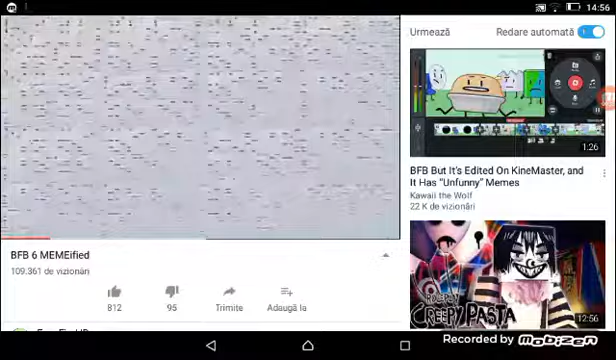 14:56
Urmează
Redare automată
1:26
BFB But It's Edited On KineMaster, and
it Has "Unfunny" Memes
Kawaii the Wolf
22 K de vizionări
BFB 6 MEMEified
109.361 de vizionări
812
95
Trimite
Adaugă la
CREEPY PASTA
12:56
Recorded by mobizen